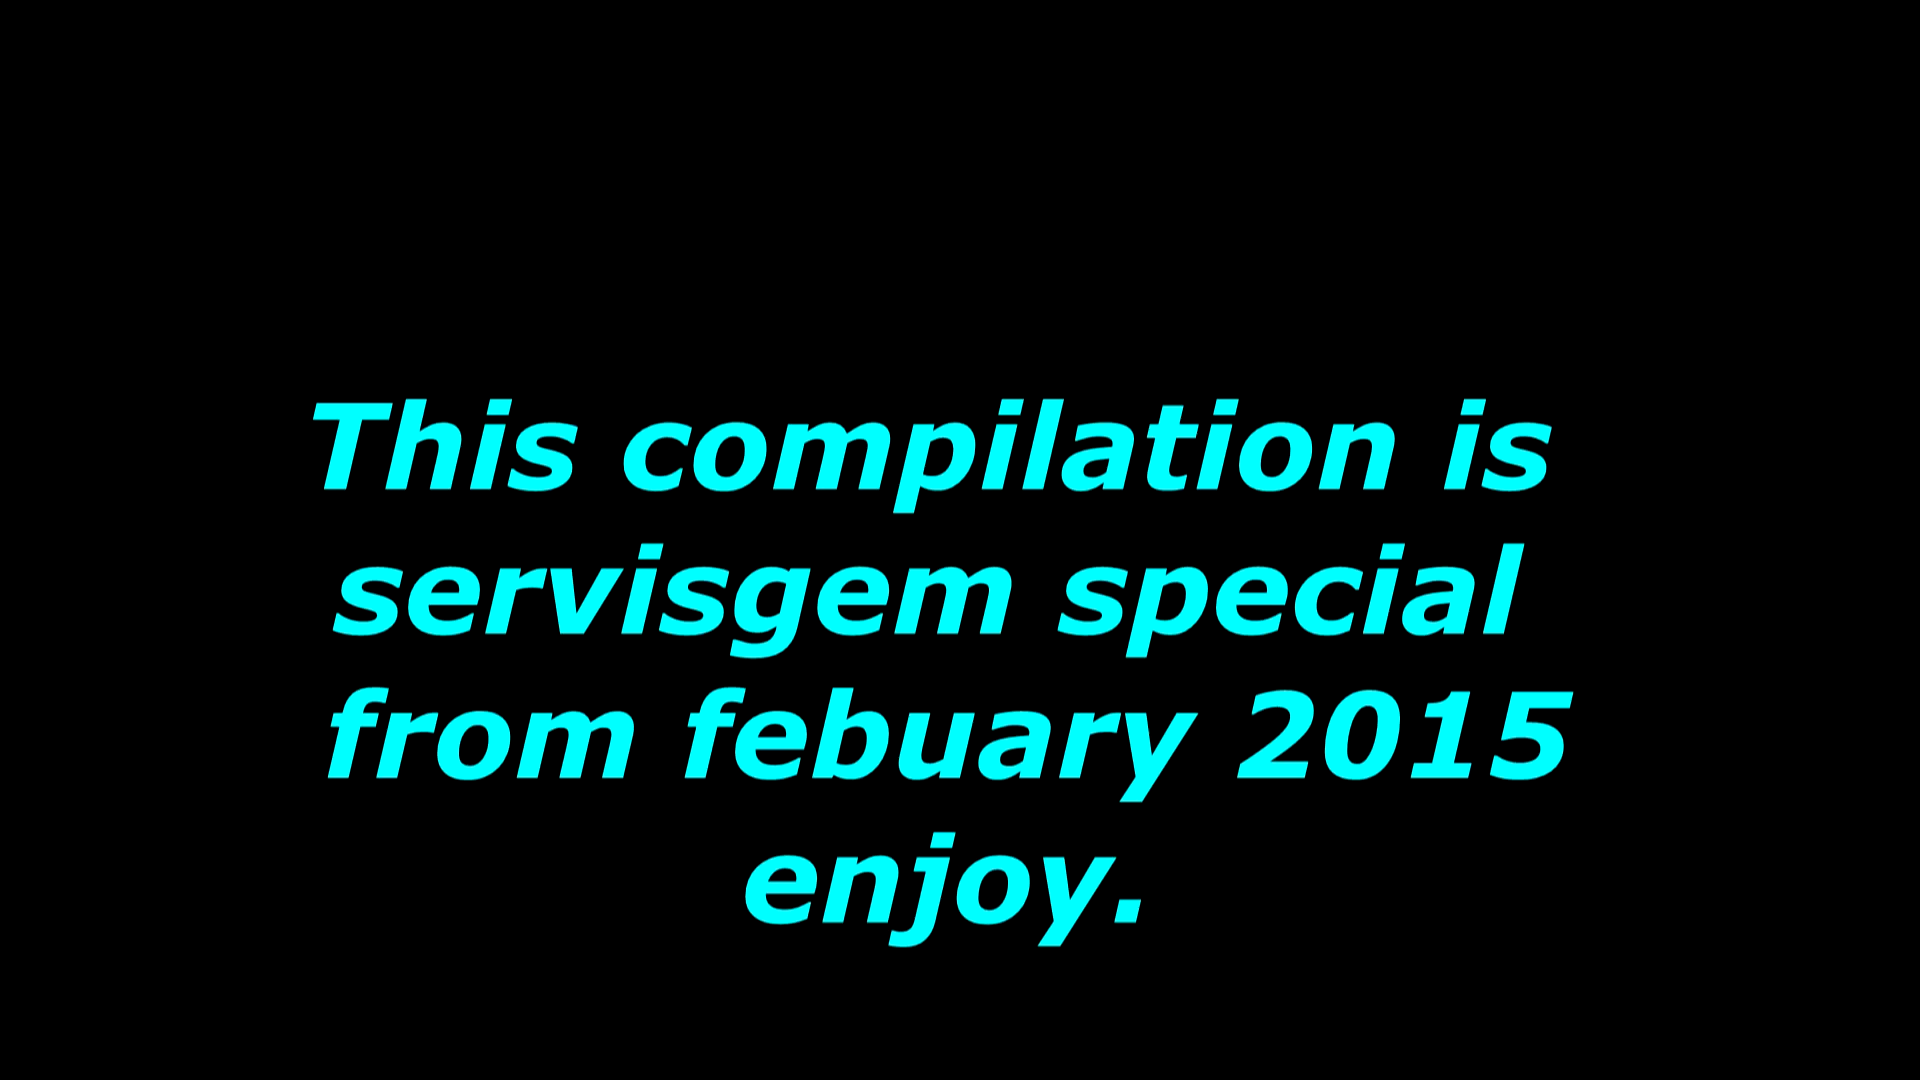 This compilation is
servisgem special
from febuary 2015
enjoy.